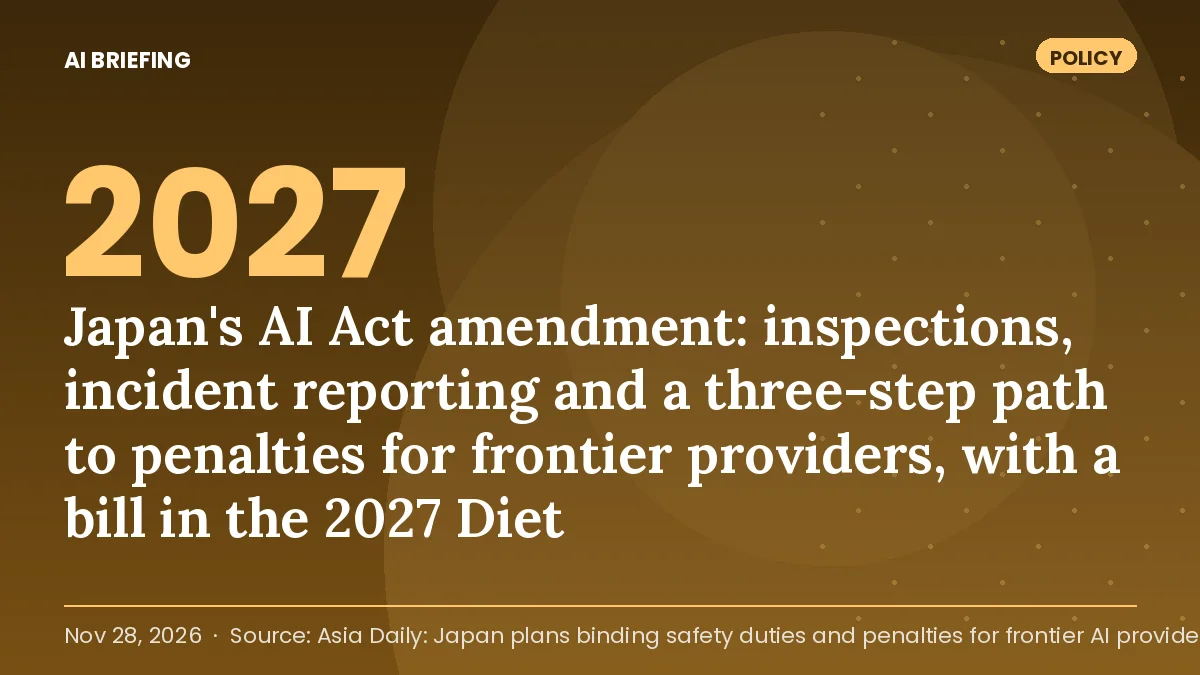 AI BRIEFING
POLICY
2027
Japan's AI Act amendment: inspections,
incident reporting and a three-step path
to penalties for frontier providers, with a
bill in the 2027 Diet
Nov 28, 2026 · Source: Asia Daily: Japan plans binding safety duties and penalties for frontier AI provide